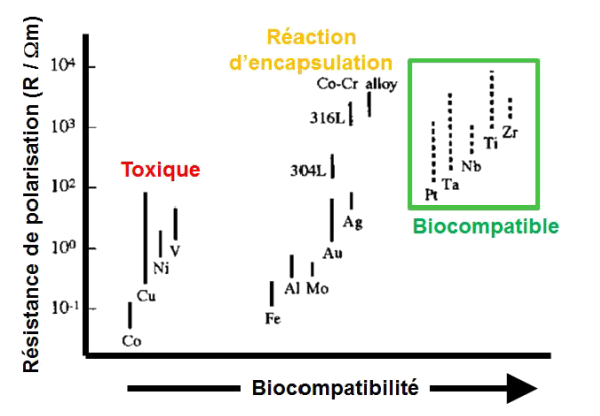 Résistance de polarisation (R / Ωm)
10⁴
10³
10²
10⁰
10⁻¹
Toxique
Co
Cu
Ni
V
Réaction
d'encapsulation
Co-Cr alloy
316L
304L
Ag
Au
Al
Mo
Fe
Pt
Ta
Nb
Ti
Zr
Biocompatible
Biocompatibilité